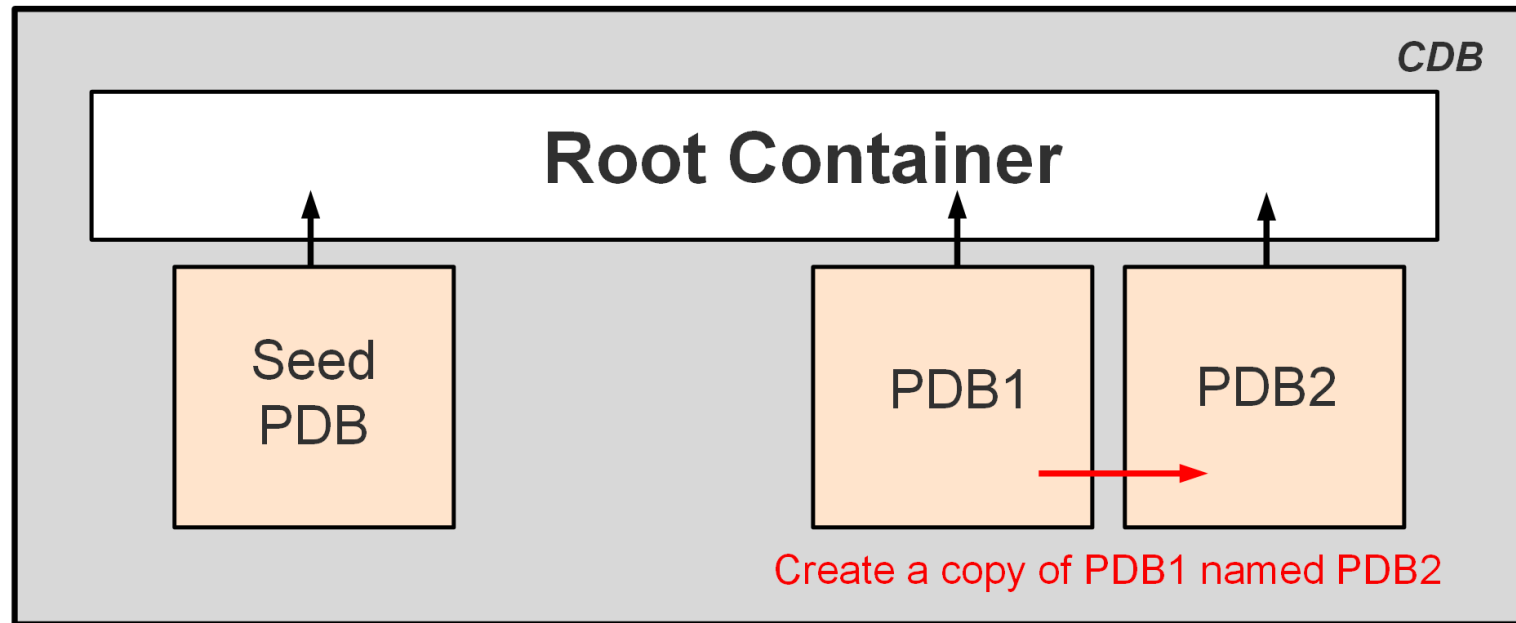 CDB
Root Container
Seed
PDB
PDB1
PDB2
Create a copy of PDB1 named PDB2